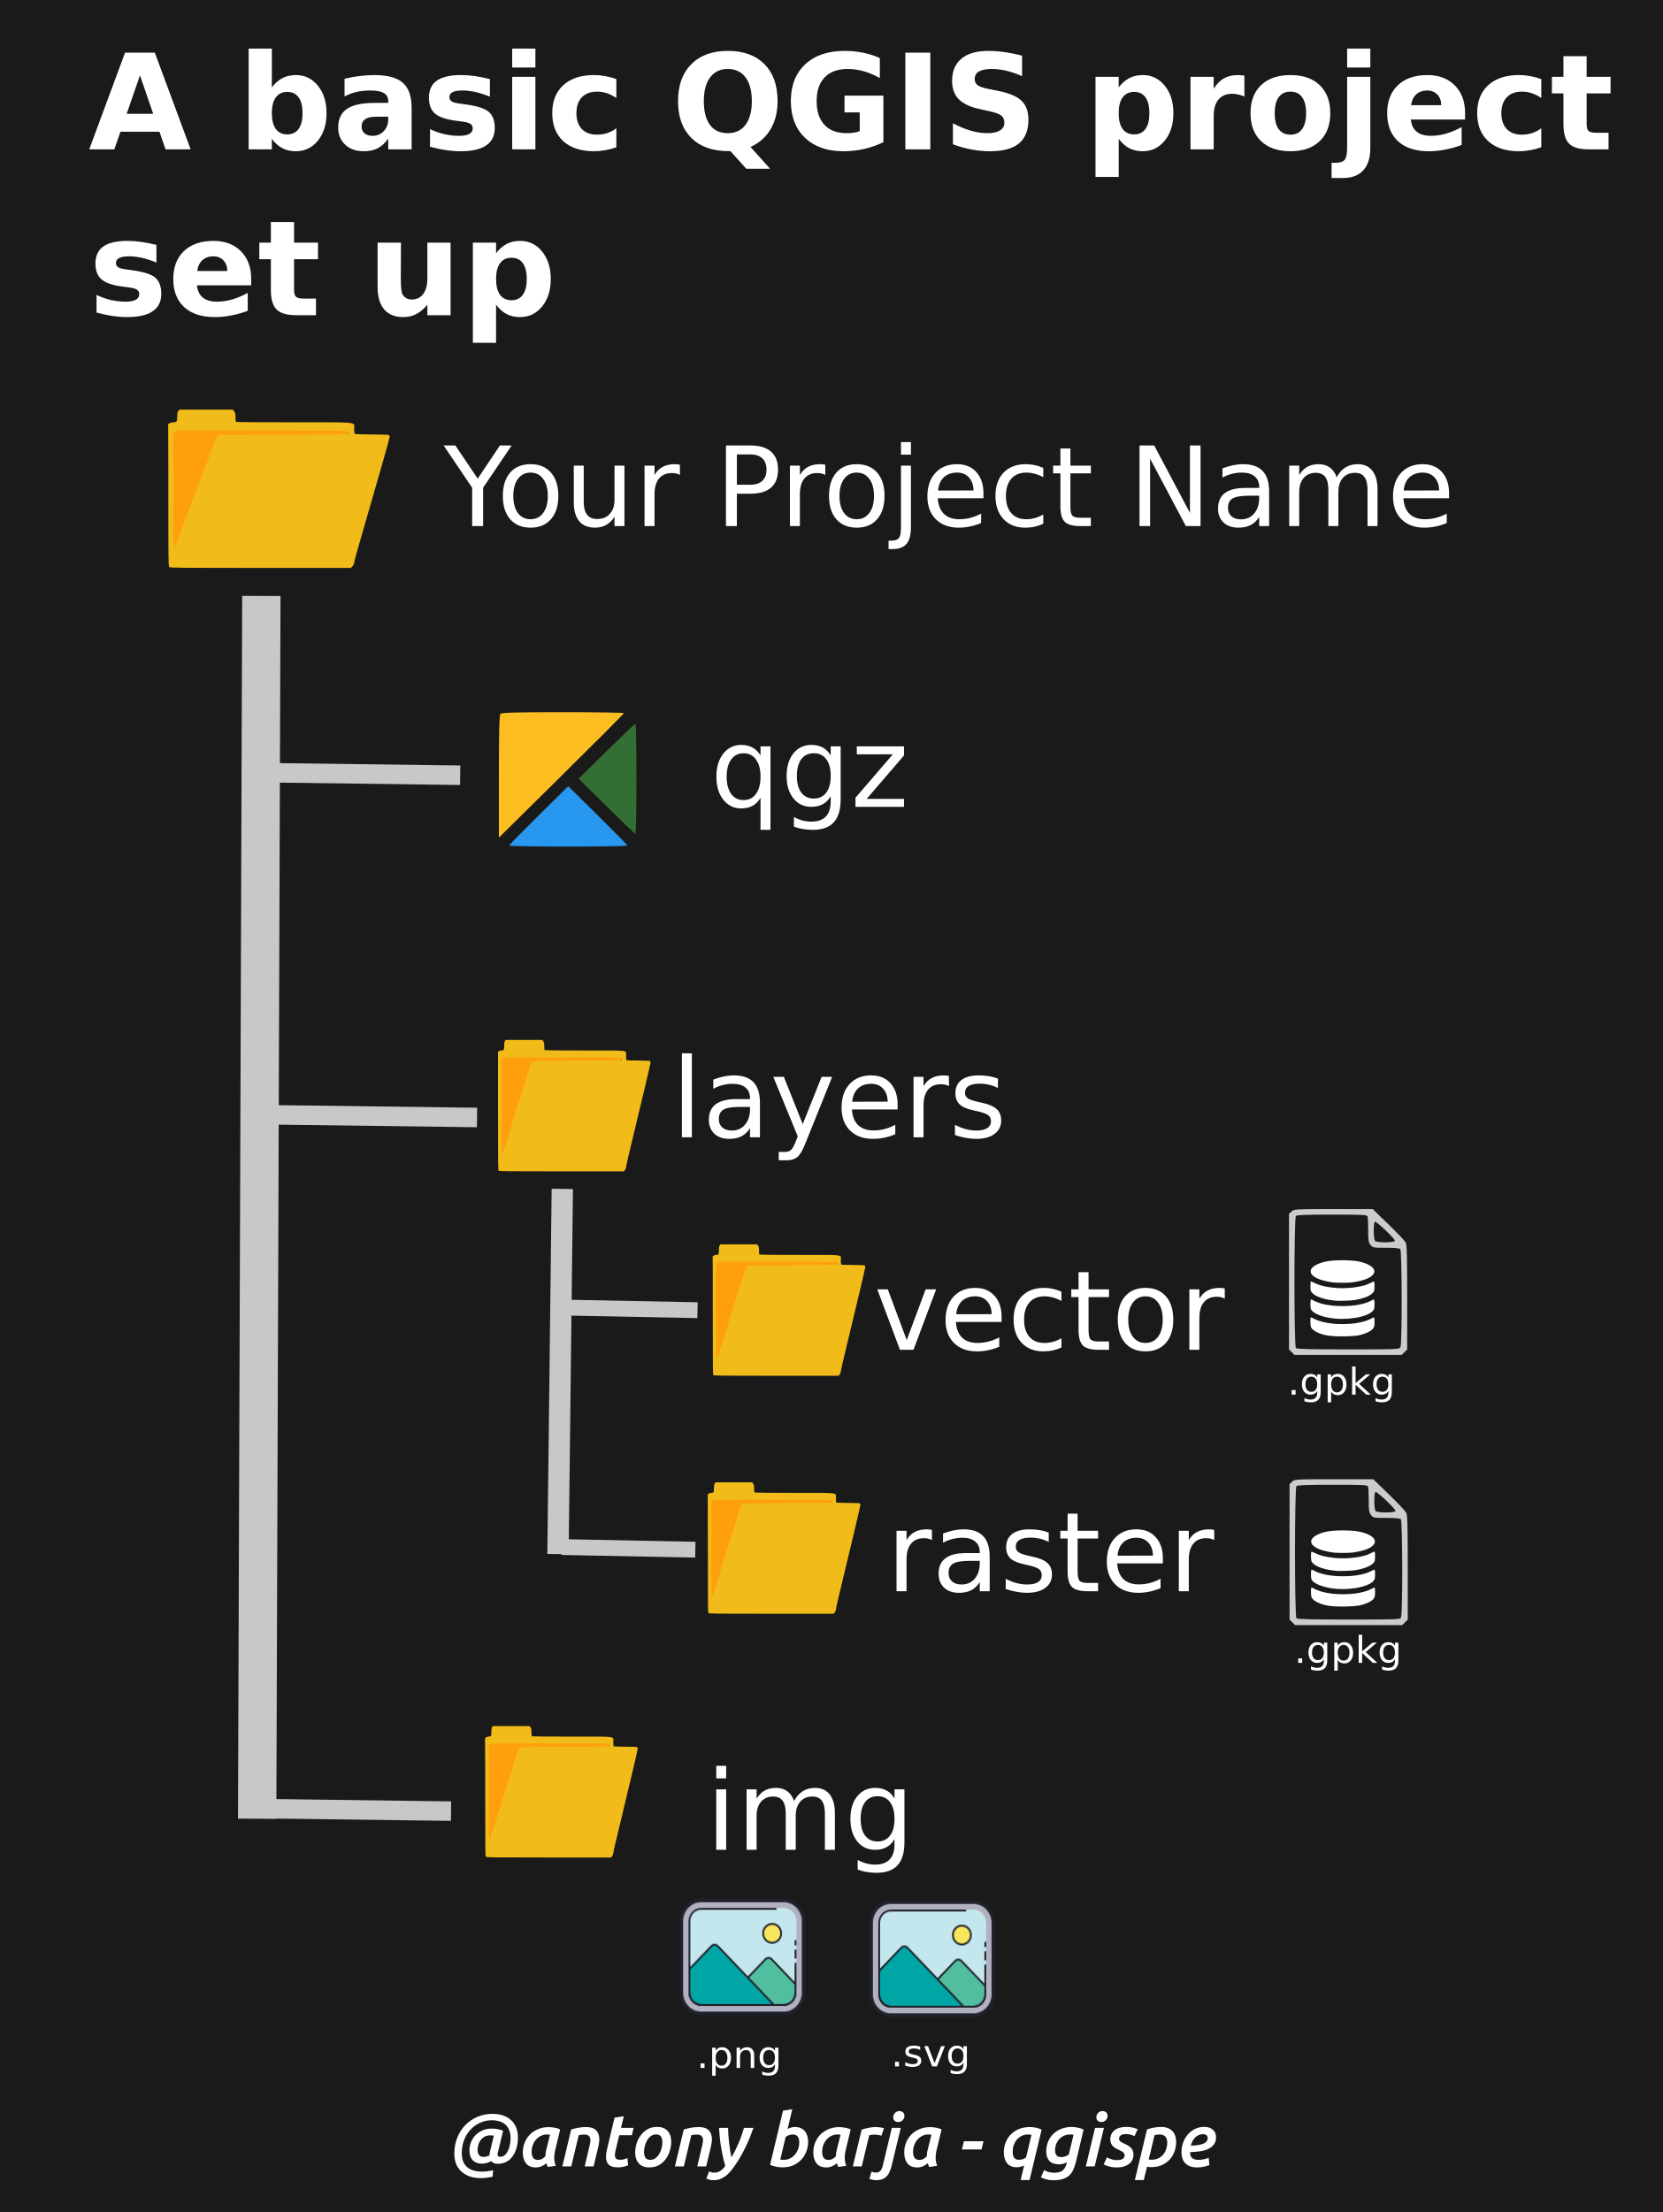 A basic QGIS project
set up
Your Project Name
qgz
layers
vector
.gpkg
raster
.gpkg
img
.png .svg
@antony barja - qgispe